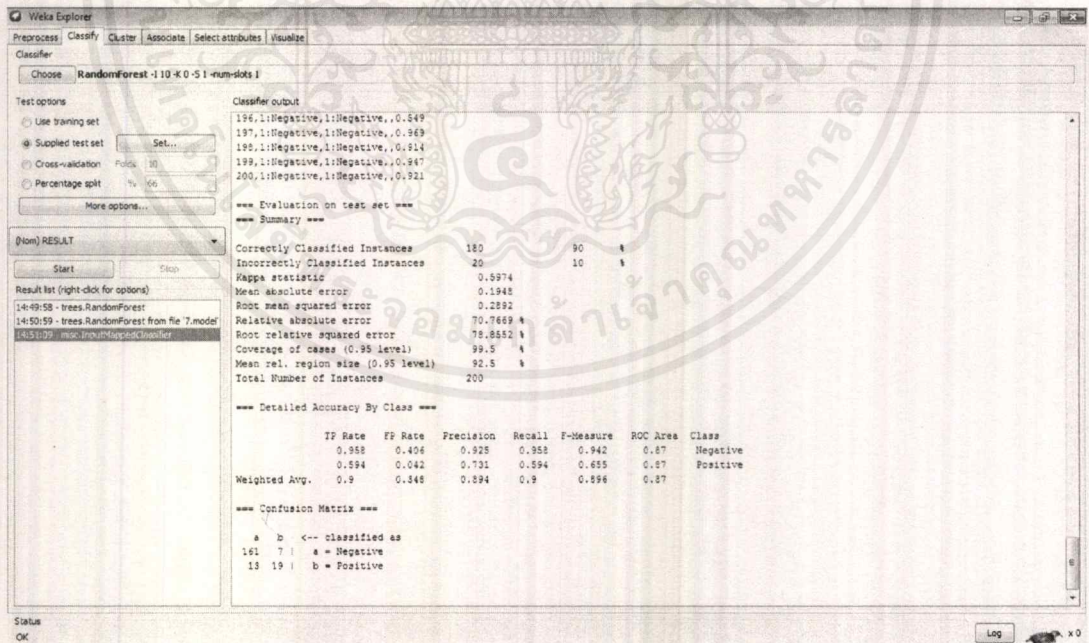 Weka Explorer
Preprocess Classify Cluster Associate Select attributes Visualize
Classifier
Choose RandomForest -I 10 -K 0 -S 1 -num-slots 1
Test options
Use training set
Supplied test set Set...
Cross-validation Folds 10
Percentage split % 66
More options...
(Nom) RESULT
Start Stop
Result list (right-click for options)
14:49:58 - trees.RandomForest
14:50:59 - trees.RandomForest from file '7.model'
14:51:09 - misc.InputMappedClassifier
Classifier output
196,1:Negative,1:Negative,,0.549
197,1:Negative,1:Negative,,0.969
198,1:Negative,1:Negative,,0.914
199,1:Negative,1:Negative,,0.947
200,1:Negative,1:Negative,,0.921
=== Evaluation on test set ===
=== Summary ===
Correctly Classified Instances 180 90 %
Incorrectly Classified Instances 20 10 %
Kappa statistic 0.5974
Mean absolute error 0.1948
Root mean squared error 0.2892
Relative absolute error 70.7669 %
Root relative squared error 78.8552 %
Coverage of cases (0.95 level) 99.5 %
Mean rel. region size (0.95 level) 92.5 %
Total Number of Instances 200
=== Detailed Accuracy By Class ===
TP Rate FP Rate Precision Recall F-Measure ROC Area Class
0.958 0.406 0.925 0.958 0.942 0.87 Negative
0.594 0.042 0.731 0.594 0.655 0.87 Positive
Weighted Avg. 0.9 0.348 0.894 0.9 0.896 0.87
=== Confusion Matrix ===
a b <-- classified as
161 7 | a = Negative
13 19 | b = Positive
Status
OK
Log x 0